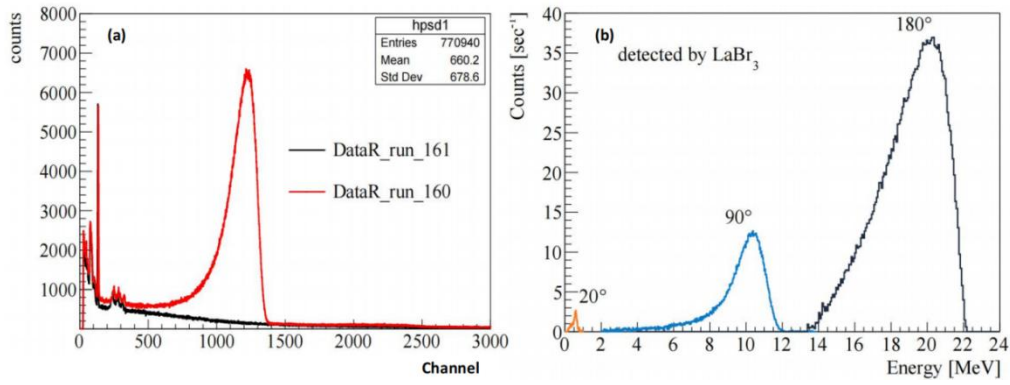 (a)
hpsd1
Entries 770940
Mean 660.2
Std Dev 678.6
counts
8000
7000
6000
5000
4000
3000
2000
1000
DataR_run_161
DataR_run_160
0 500 1000 1500 2000 2500 3000
Channel
(b)
detected by LaBr3
Counts [sec⁻¹]
40
35
30
25
20
15
10
5
0
20°
90°
180°
0 2 4 6 8 10 12 14 16 18 20 22 24
Energy [MeV]